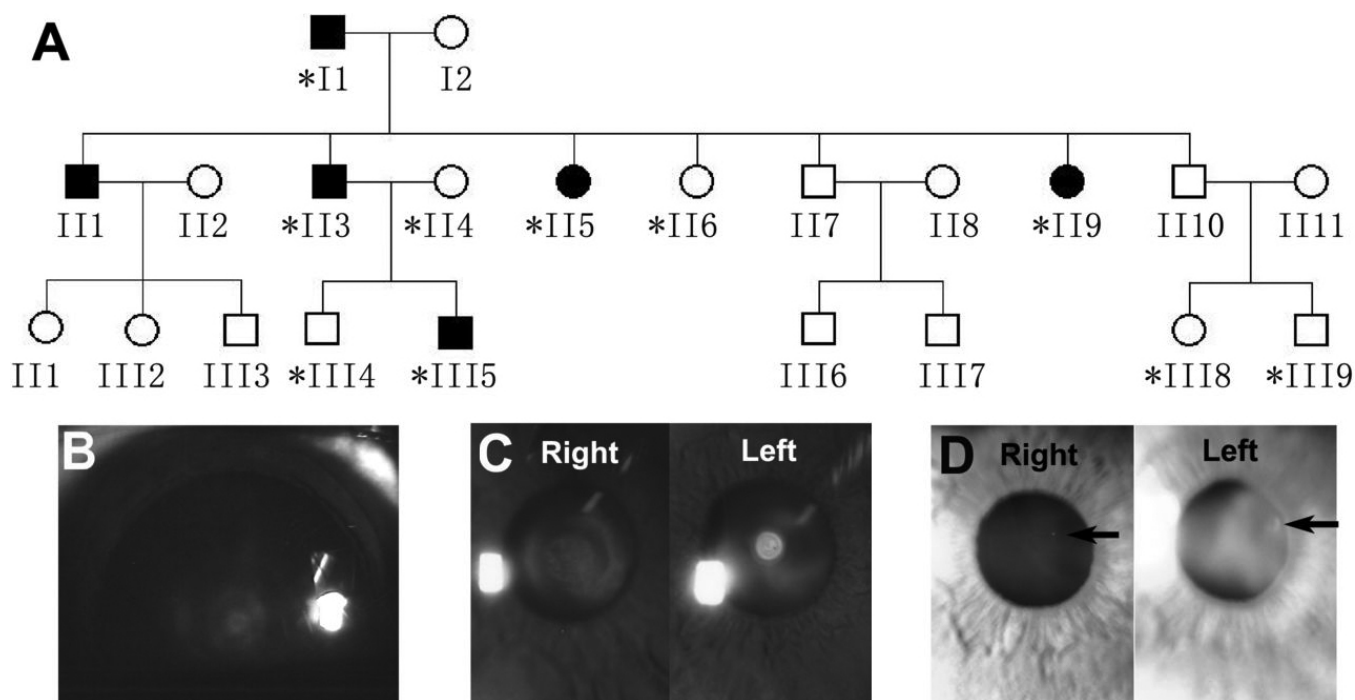 A
*I1 I2
II1 II2 *II3 *II4 *II5 *II6 II7 II8 *II9 II10 II11
II1 III2 III3 *III4 *III5 III6 III7 *III8 *III9
B
C Right Left
D Right Left